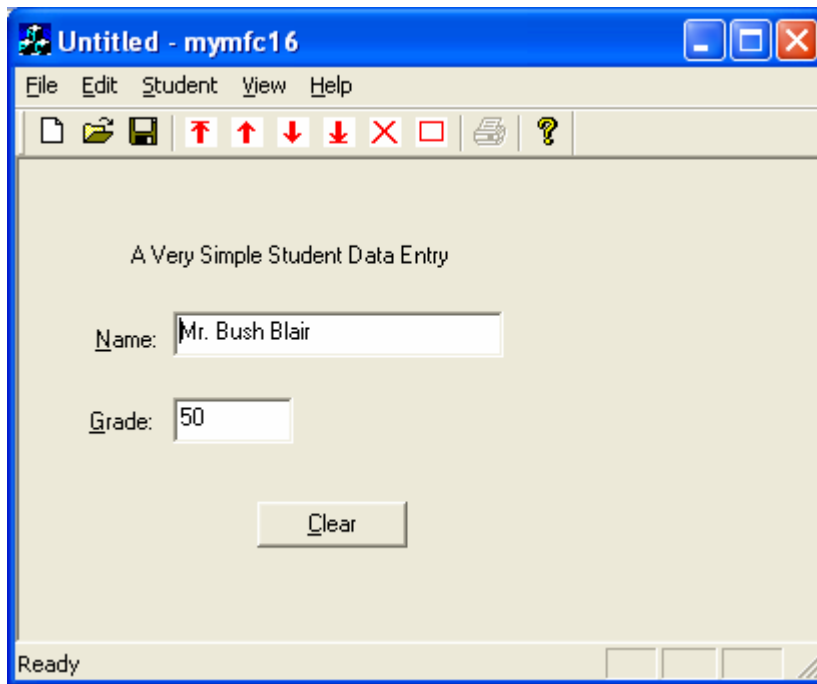 Untitled - mymfc16
File Edit Student View Help
A Very Simple Student Data Entry
Name: Mr. Bush Blair
Grade: 50
Clear
Ready